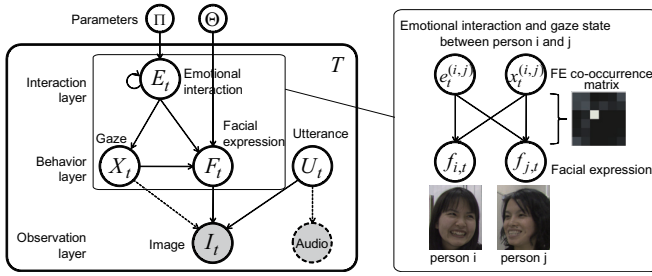 Parameters Π Θ
T
Interaction
layer
E_t
Emotional
interaction
Gaze
Facial
expression
Utterance
Behavior
layer
X_t F_t U_t
Observation
layer
Image I_t Audio
Emotional interaction and gaze state
between person i and j
e_t^(i,j) x_t^(i,j)
FE co-occurrence
matrix
f_i,t f_j,t
Facial expression
person i person j